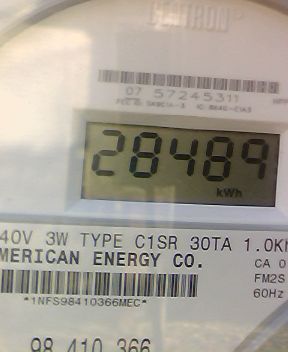 CENTRON®
07 57245311
28489
kWh
40V 3W TYPE C1SR 30TA 1.0K
MERICAN ENERGY CO.
CA 0
FM2S
60Hz
*1NFS98410366MEC*
98 410 366